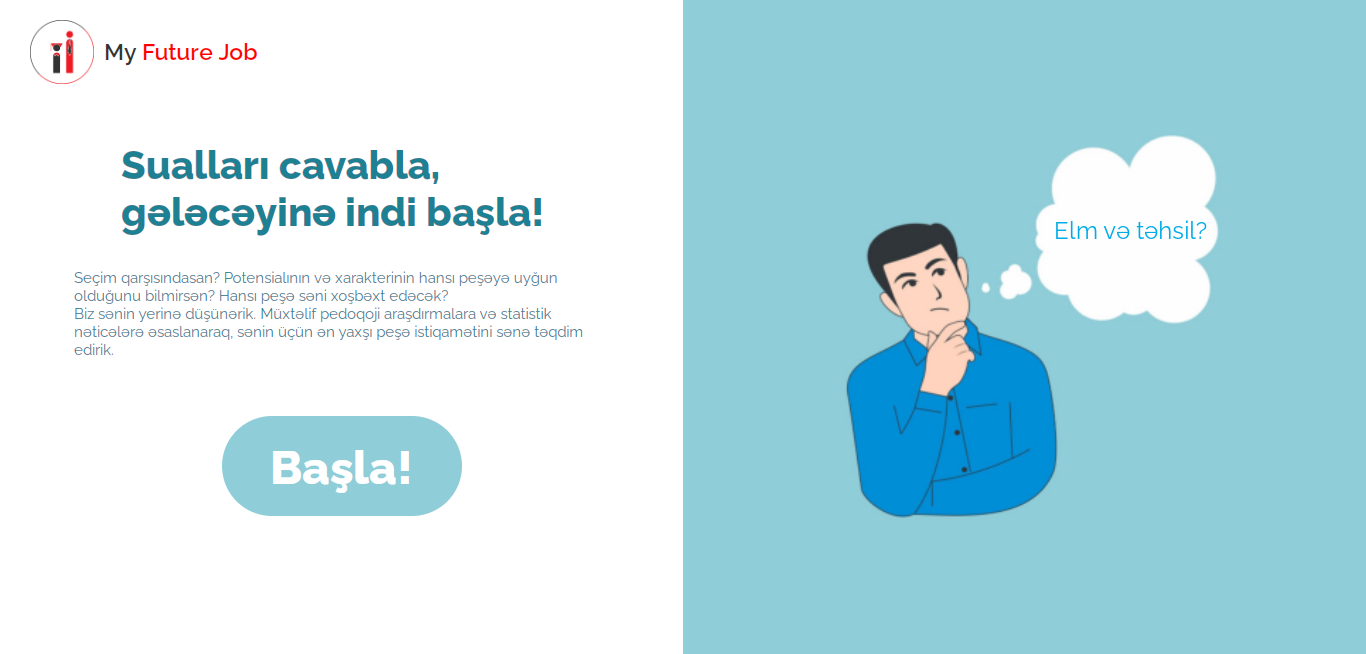 My Future Job
Sualları cavabla,
gələcəyinə indi başla!
Seçim qarşısındasan? Potensialının və xarakterinin hansı peşəyə uyğun
olduğunu bilmirsən? Hansı peşə səni xoşbəxt edəcək?
Biz sənin yerinə düşünərik. Müxtəlif pedoqoji araşdırmalara və statistik
nəticələrə əsaslanaraq, sənin üçün ən yaxşı peşə istiqamətini sənə təqdim
edirik.
Başla!
Elm və təhsil?